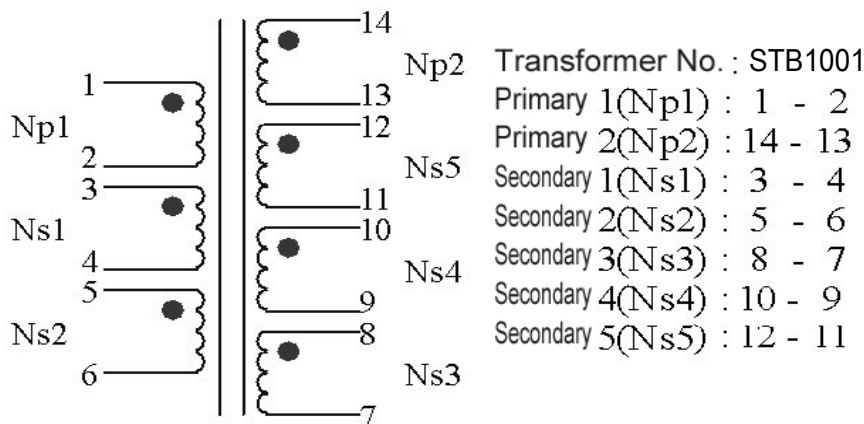 1
Np1
2
3
Ns1
4
5
Ns2
6
14
Np2
13
12
Ns5
11
10
Ns4
9
8
Ns3
7
Transformer No. : STB1001
Primary 1(Np1) : 1 - 2
Primary 2(Np2) : 14 - 13
Secondary 1(Ns1) : 3 - 4
Secondary 2(Ns2) : 5 - 6
Secondary 3(Ns3) : 8 - 7
Secondary 4(Ns4) : 10 - 9
Secondary 5(Ns5) : 12 - 11